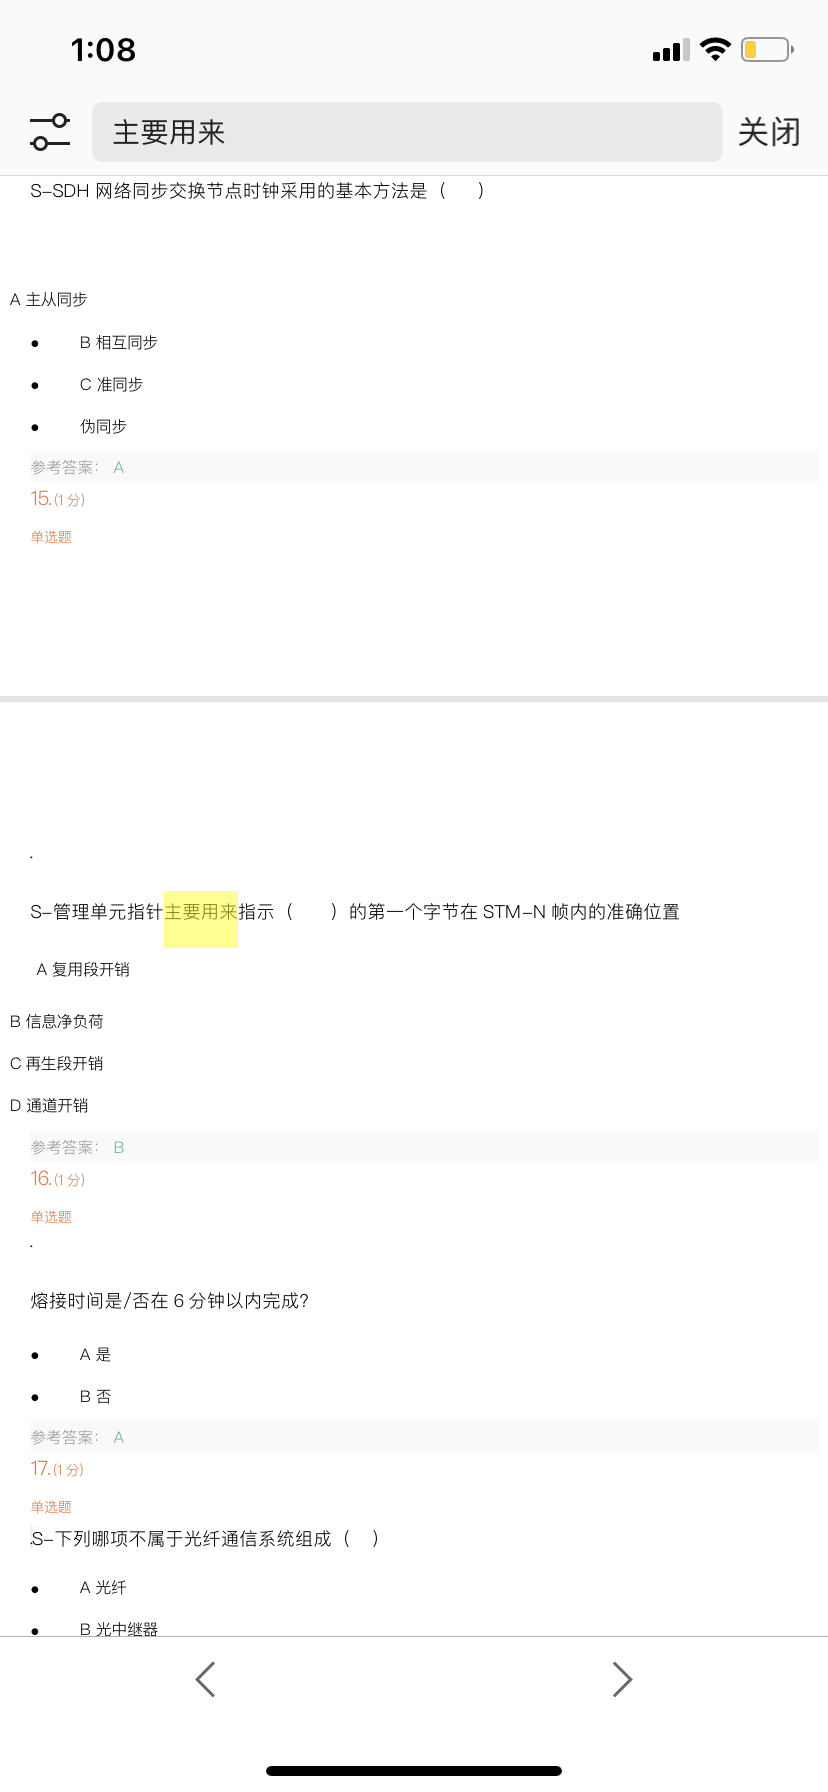 1:08
主要用来
关闭
S-SDH 网络同步交换节点时钟采用的基本方法是（ ）
A 主从同步
● B 相互同步
● C 准同步
● 伪同步
参考答案： A
15.(1 分)
单选题
.
S-管理单元指针主要用来指示（ ）的第一个字节在 STM-N 帧内的准确位置
A 复用段开销
B 信息净负荷
C 再生段开销
D 通道开销
参考答案： B
16.(1 分)
单选题
.
熔接时间是/否在 6 分钟以内完成?
● A 是
● B 否
参考答案： A
17.(1 分)
单选题
.S-下列哪项不属于光纤通信系统组成（ ）
● A 光纤
● B 光中继器